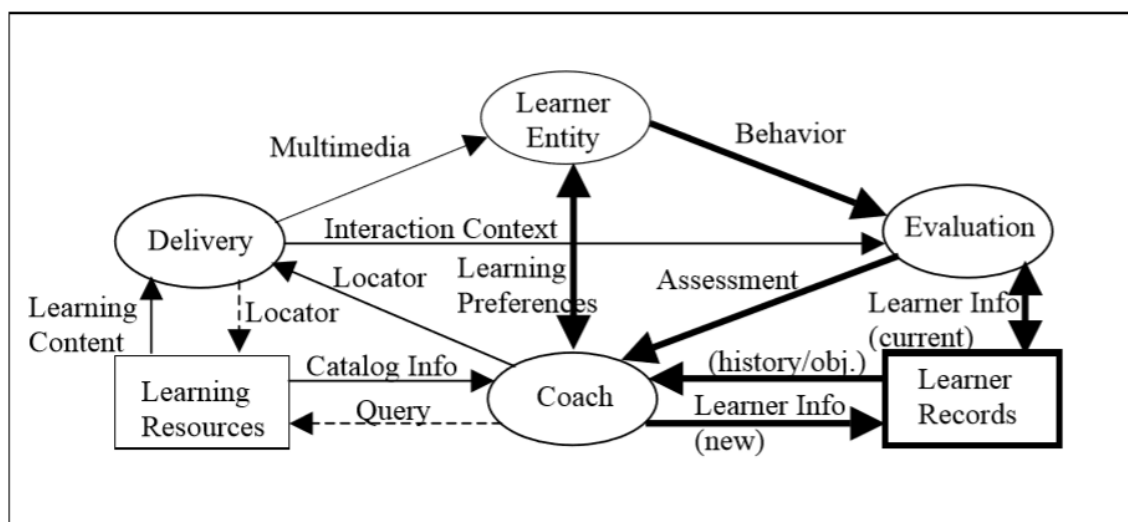 Learner
Entity
Multimedia
Behavior
Delivery
Interaction Context
Evaluation
Locator
Learning
Preferences
Assessment
Learning
Content
Locator
Learner Info
(current)
Catalog Info
(history/obj.)
Learning
Resources
Coach
Learner
Records
Query
Learner Info
(new)